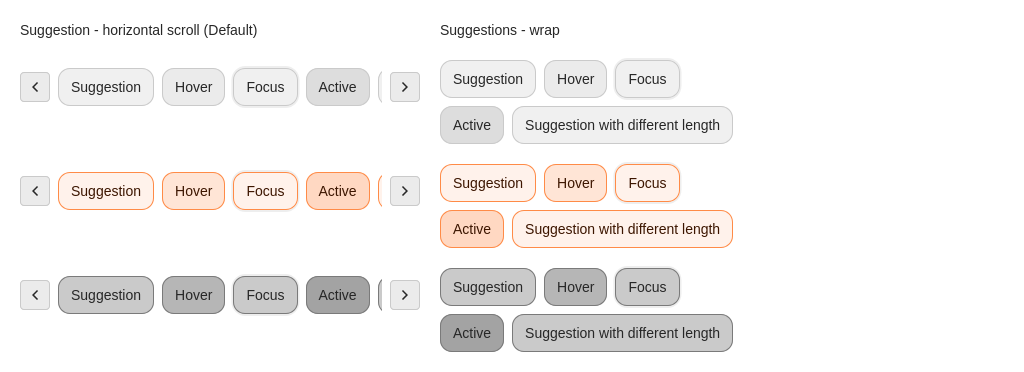 Suggestion - horizontal scroll (Default)
Suggestion Hover Focus Active
Suggestion Hover Focus Active
Suggestion Hover Focus Active
Suggestions - wrap
Suggestion Hover Focus
Active Suggestion with different length
Suggestion Hover Focus
Active Suggestion with different length
Suggestion Hover Focus
Active Suggestion with different length